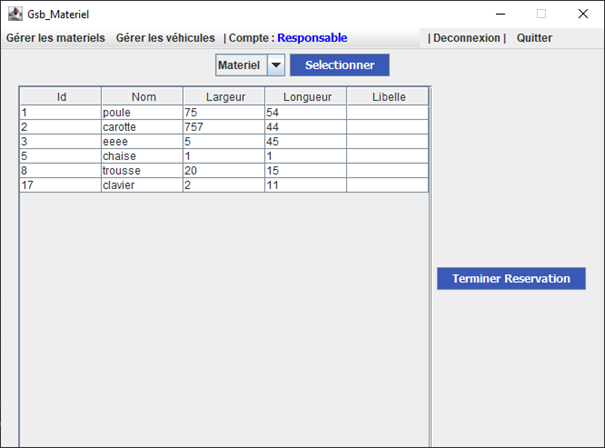 Gsb_Materiel
Gérer les materiels Gérer les véhicules | Compte : Responsable | Deconnexion | Quitter
Materiel Selectionner
Id Nom Largeur Longueur Libelle
1 poule 75 54
2 carotte 757 44
3 eeee 5 45
5 chaise 1 1
8 trousse 20 15
17 clavier 2 11
Terminer Reservation